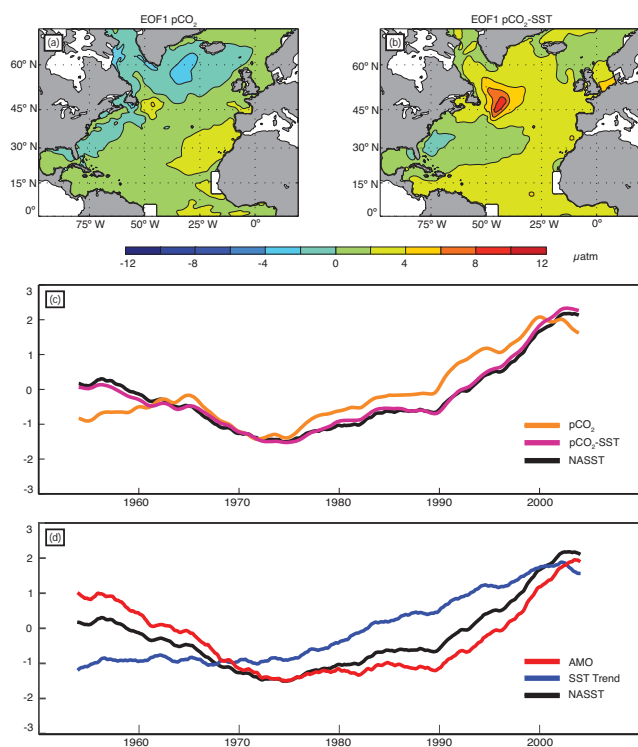 EOF1 pCO₂
EOF1 pCO₂-SST
(a)
(b)
60° N
45° N
30° N
15° N
0°
75° W
50° W
25° W
0°
60° N
45° N
30° N
15° N
0°
75° W
50° W
25° W
0°
-12
-8
-4
0
4
8
12
µatm
(c)
3
2
1
0
-1
-2
-3
pCO₂
pCO₂-SST
NASST
1960
1970
1980
1990
2000
(d)
3
2
1
0
-1
-2
-3
AMO
SST Trend
NASST
1960
1970
1980
1990
2000